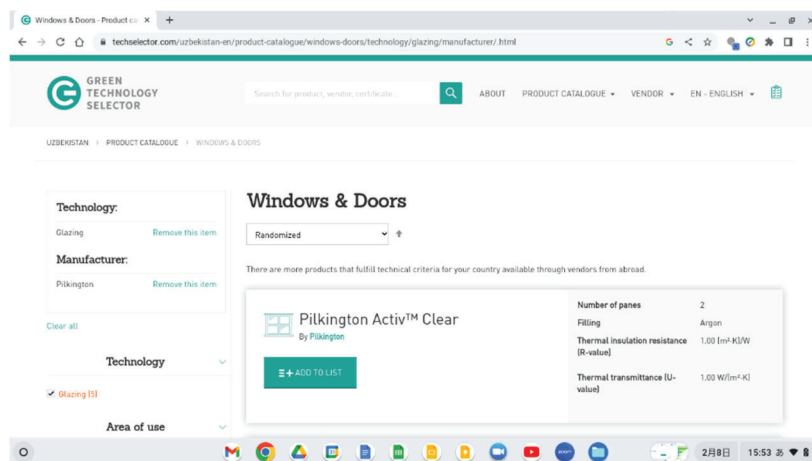 Windows & Doors - Product ca
techselector.com/uzbekistan-en/product-catalogue/windows-doors/technology/glazing/manufacturer/.html
GREEN
TECHNOLOGY
SELECTOR
Search for product, vendor, certificate...
ABOUT
PRODUCT CATALOGUE
VENDOR
EN - ENGLISH
UZBEKISTAN
PRODUCT CATALOGUE
WINDOWS & DOORS
Technology:
Glazing
Remove this item
Manufacturer:
Pilkington
Remove this item
Clear all
Technology
Glazing (5)
Area of use
Windows & Doors
Randomized
There are more products that fulfill technical criteria for your country available through vendors from abroad.
Pilkington Activ™ Clear
By Pilkington
ADD TO LIST
Number of panes 2
Filling Argon
Thermal insulation resistance 1.00 (m²·K)/W
(R-value)
Thermal transmittance (U- 1.00 W/(m²·K)
value)
zoom
2月8日
15:53
あ